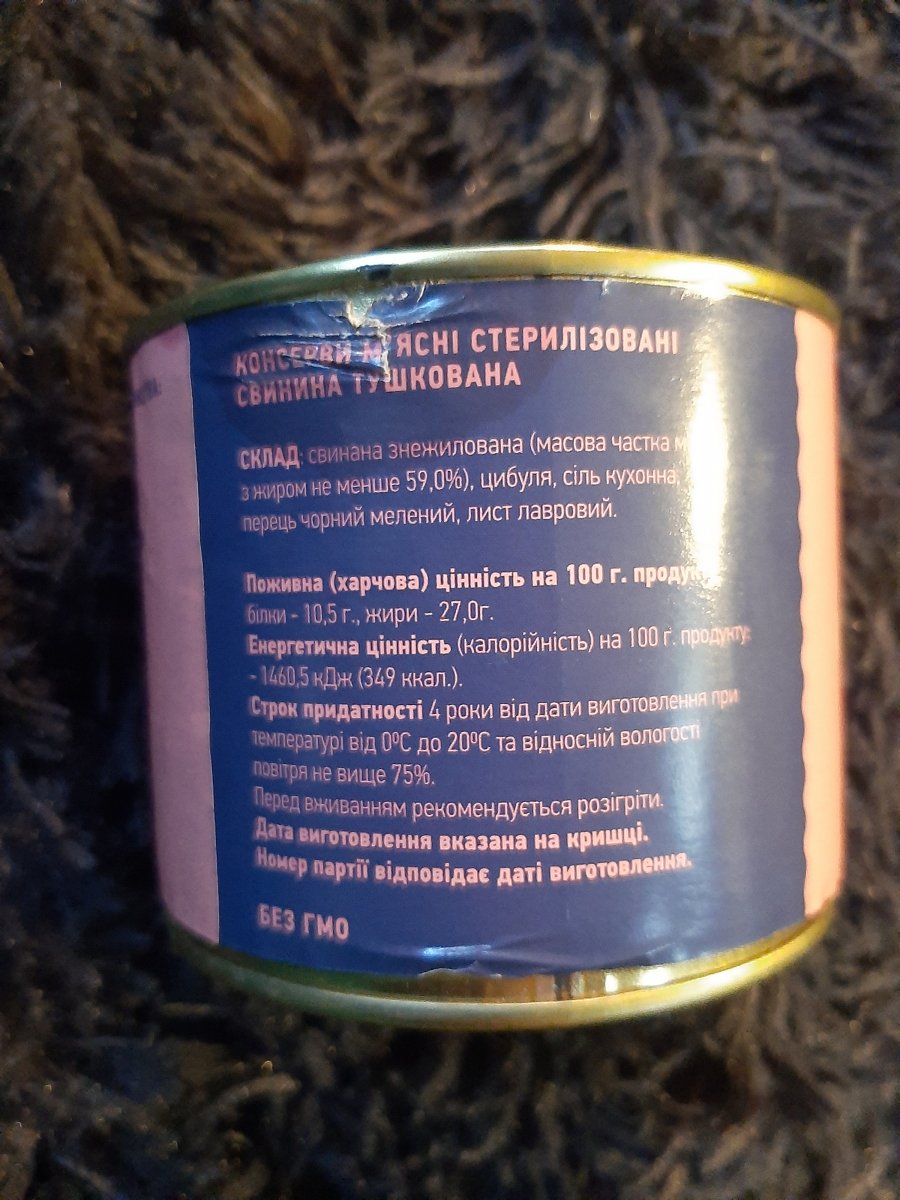 КОНСЕРВИ М'ЯСНІ СТЕРИЛІЗОВАНІ
СВИНИНА ТУШКОВАНА
СКЛАД: свинана знежилована (масова частка
з жиром не менше 59,0%), цибуля, сіль кухонна,
перець чорний мелений, лист лавровий.
Поживна (харчова) цінність на 100 г.
білки - 10,5 г., жири - 27,0г.
Енергетична цінність (калорійність) на 100 г. продукту:
- 1460,5 кДж (349 ккал.).
Строк придатності 4 роки від дати виготовлення при
температурі від 0ºС до 20ºС та відносній вологості
повітря не вище 75%.
Перед вживанням рекомендується розігріти.
Дата виготовлення вказана на кришці.
Номер партії відповідає даті виготовлення.
БЕЗ ГМО